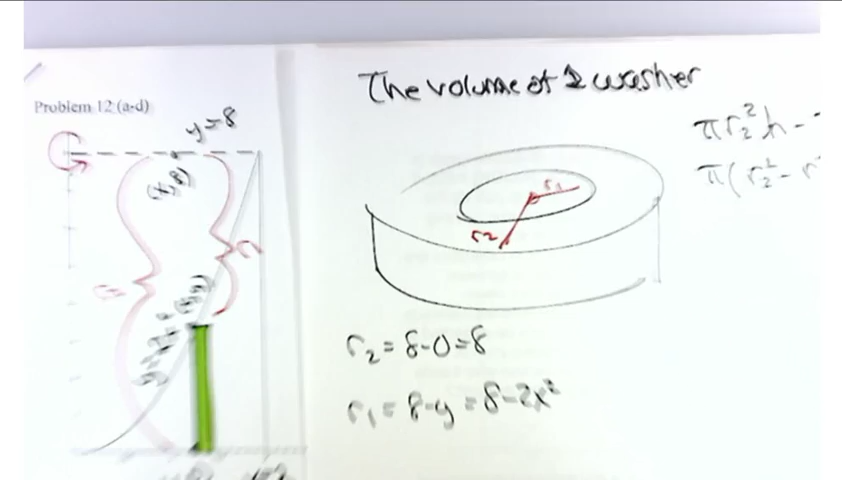 Problem 12 (a-d)
y=8
(x,8)
The volume of 1 washer
πr₂²h -
π(r₂² - r
r₁
r₂
r₂ = 8-0=8
r₁ = 8-y = 8-2x²